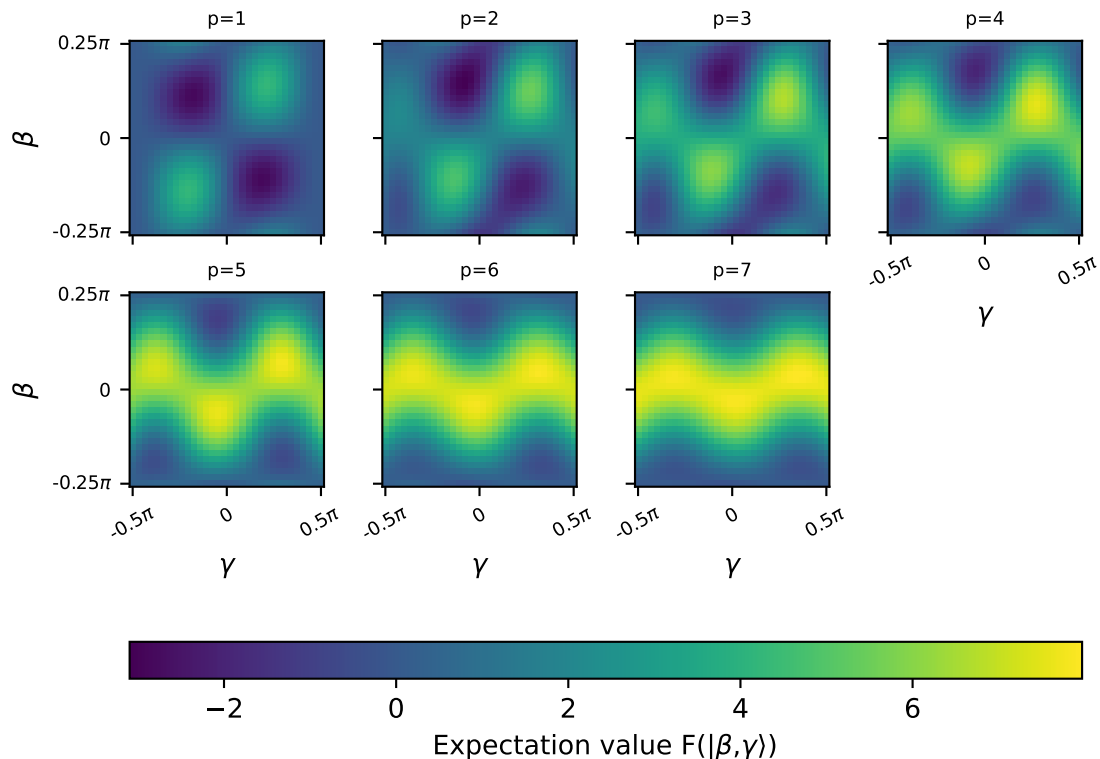 p=1 p=2 p=3 p=4
0.25π
β 0
-0.25π
-0.5π 0 0.5π
γ
p=5 p=6 p=7
0.25π
β 0
-0.25π
-0.5π 0 0.5π -0.5π 0 0.5π -0.5π 0 0.5π
γ γ γ
−2 0 2 4 6
Expectation value F(|β,γ⟩)